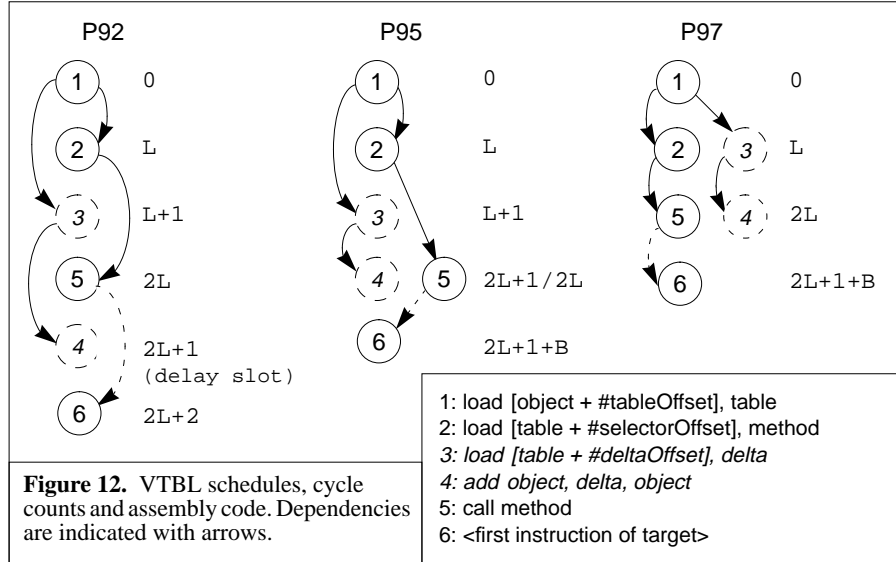 P92
P95
P97
1
0
2
L
3
L+1
5
2L
4
2L+1
(delay slot)
6
2L+2
1
0
2
L
3
L+1
4
5
2L+1/2L
6
2L+1+B
1
0
2
3
L
5
4
2L
6
2L+1+B
Figure 12. VTBL schedules, cycle
counts and assembly code. Dependencies
are indicated with arrows.
1: load [object + #tableOffset], table
2: load [table + #selectorOffset], method
3: load [table + #deltaOffset], delta
4: add object, delta, object
5: call method
6: <first instruction of target>